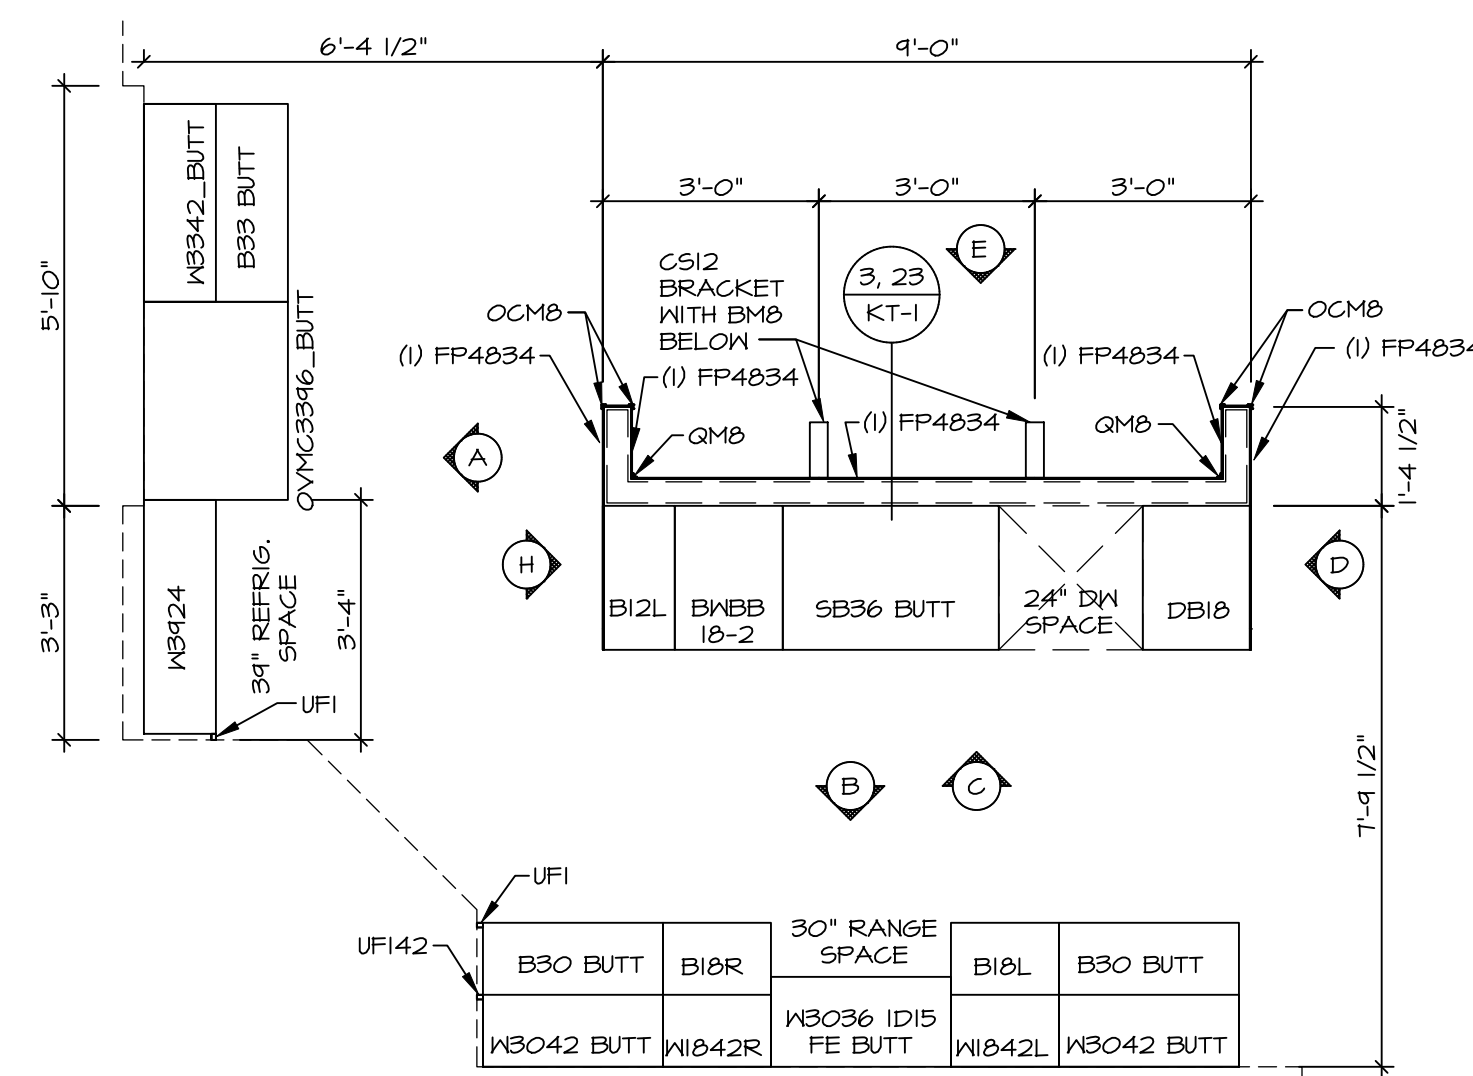 6'-4 1/2"
9'-0"
3'-0"
3'-0"
3'-0"
5'-10"
W3342_BUTT
B33 BUTT
OVMC3396_BUTT
3'-3"
W3924
39" REFRIG.
SPACE
3'-4"
UF1
CS12
BRACKET
WITH BM8
BELOW
3, 23
KT-1
E
OCM8
(1) FP4834
(1) FP4834
QM8
(1) FP4834
(1) FP4834
QM8
OCM8
(1) FP4834
1'-4 1/2"
A
H
D
B12L
BWBB
18-2
SB36 BUTT
24" DW
SPACE
DB18
B
C
7'-9 1/2"
UF1
UF142
B30 BUTT
B18R
30" RANGE
SPACE
B18L
B30 BUTT
W3042 BUTT
W1842R
W3036 1D15
FE BUTT
W1842L
W3042 BUTT